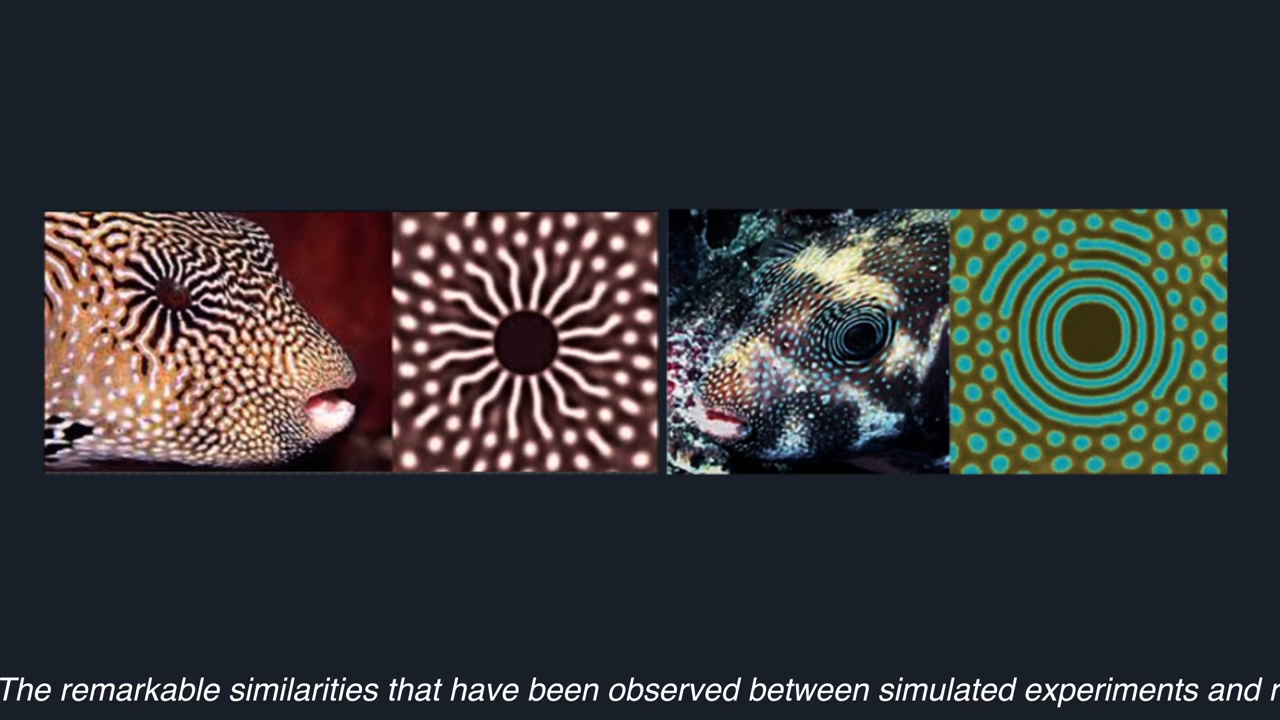 The remarkable similarities that have been observed between simulated experiments and